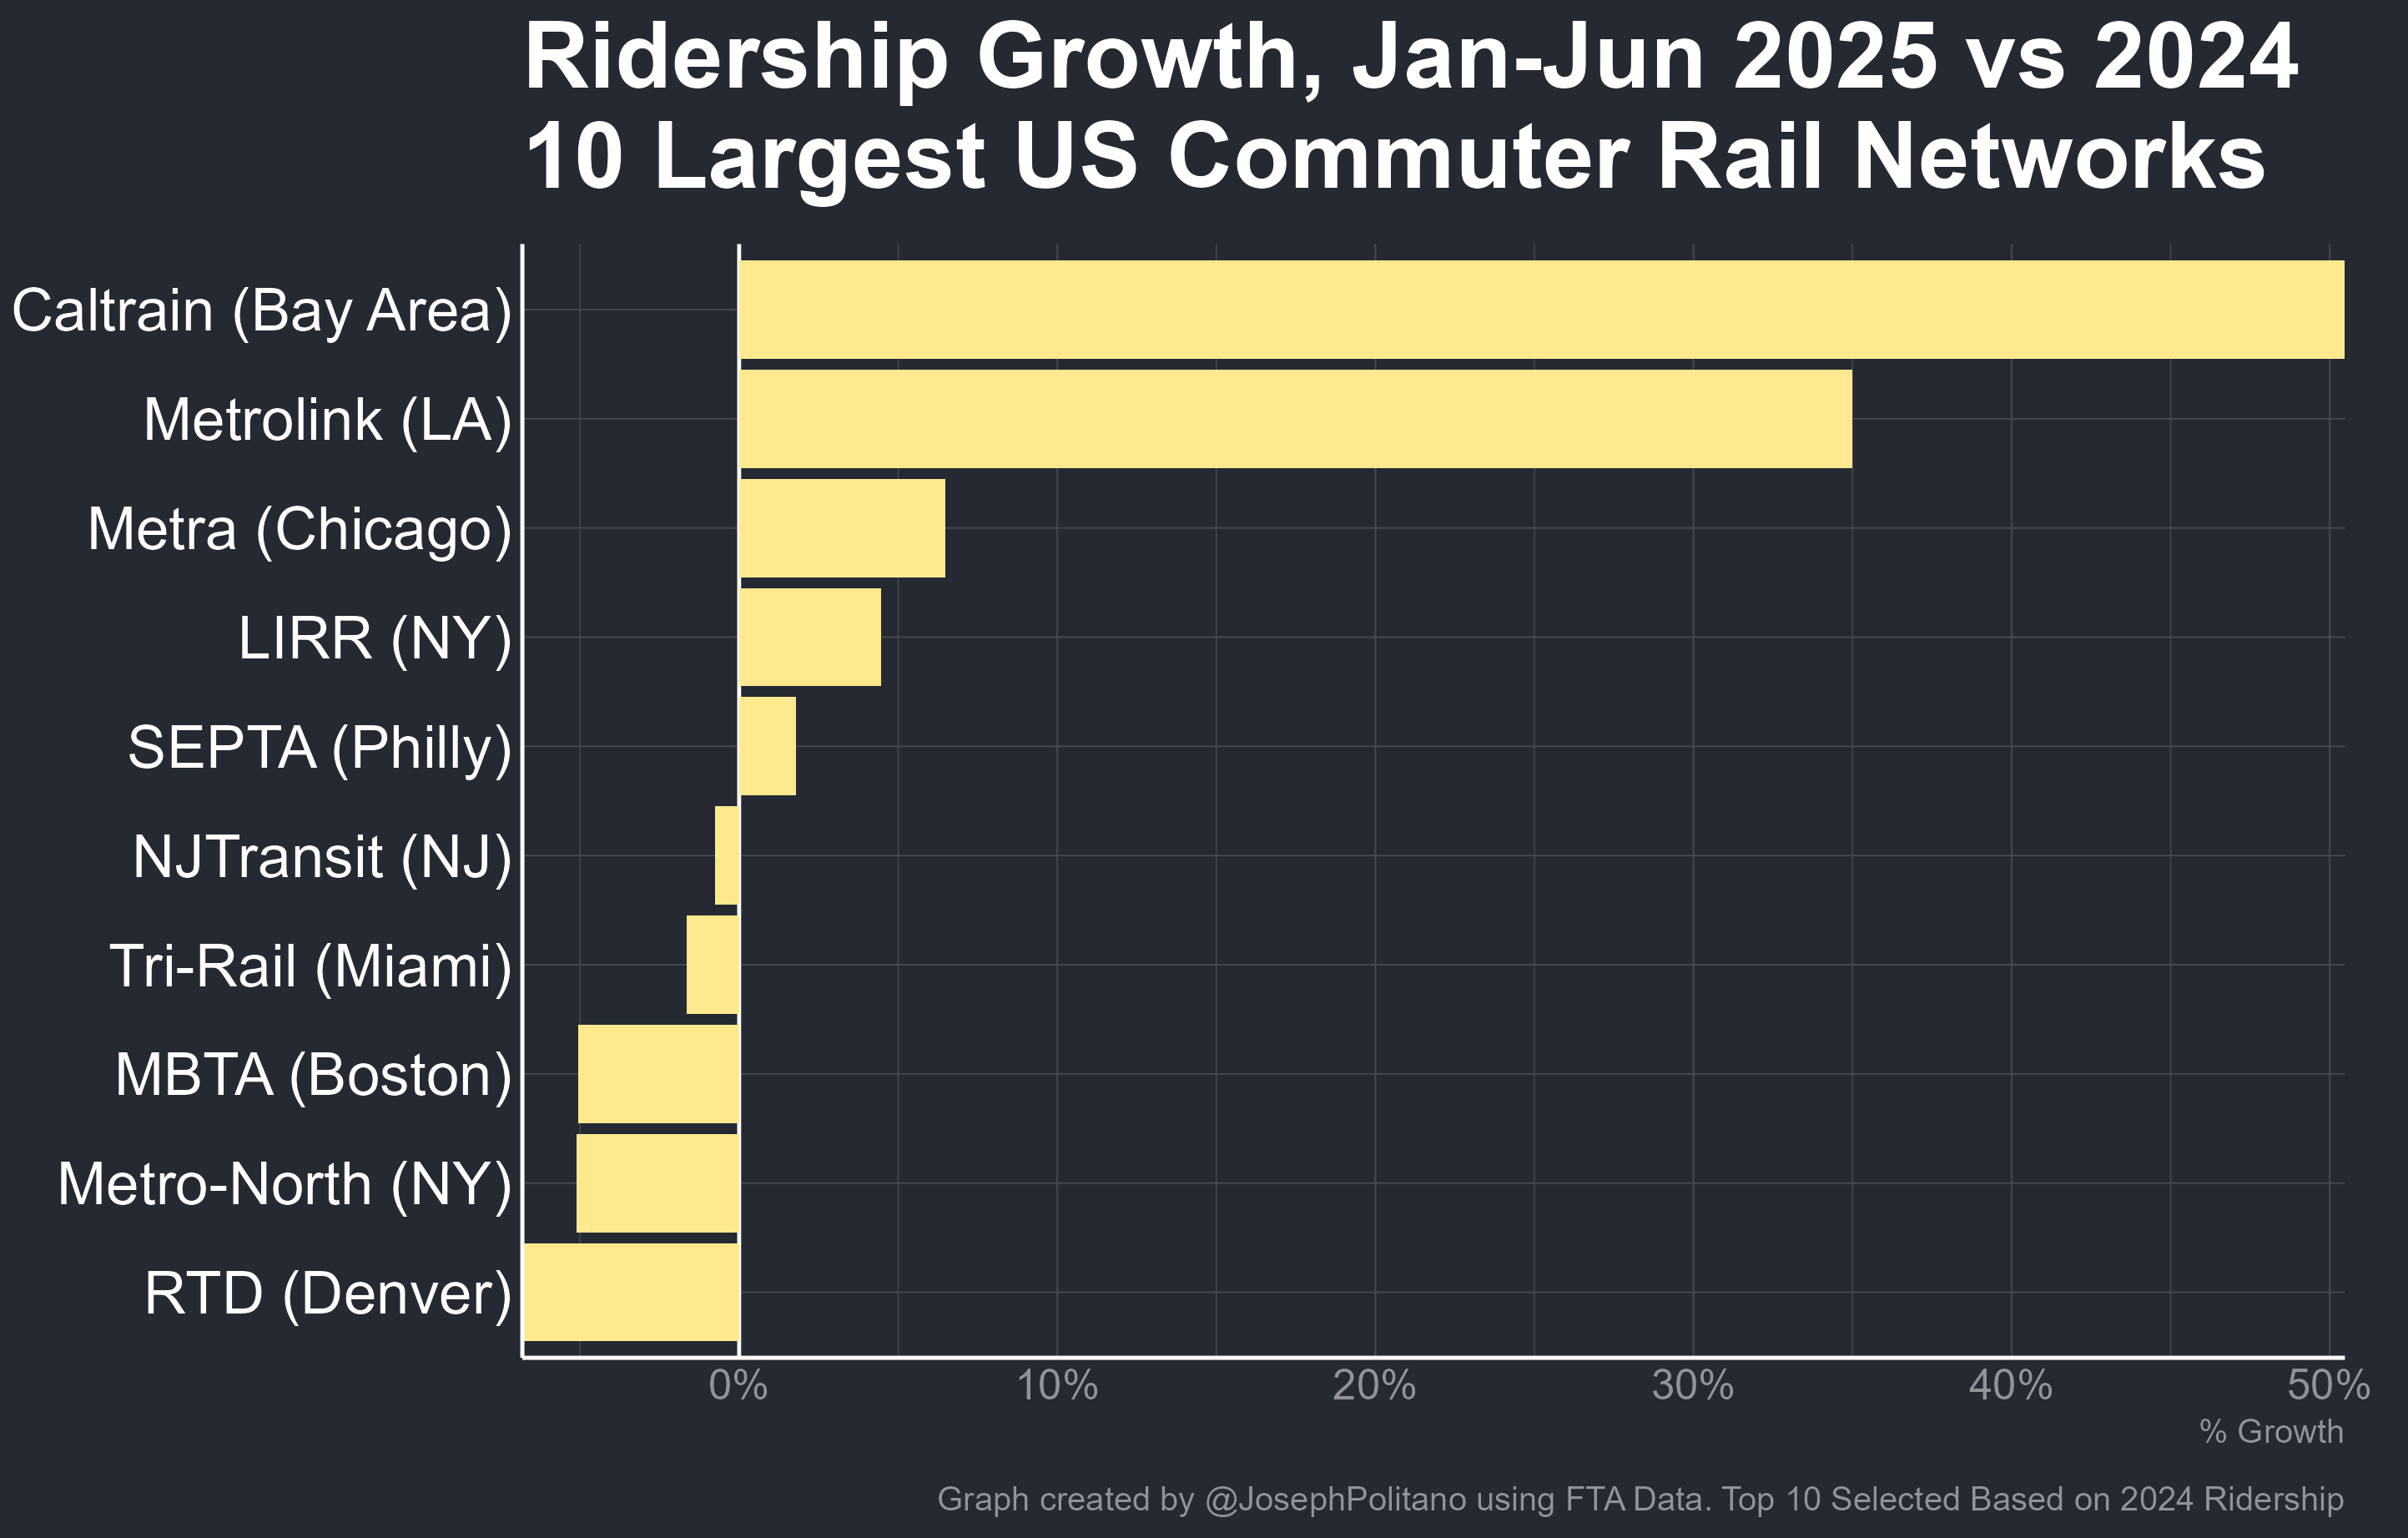 Ridership Growth, Jan-Jun 2025 vs 2024
10 Largest US Commuter Rail Networks
Caltrain (Bay Area)
Metrolink (LA)
Metra (Chicago)
LIRR (NY)
SEPTA (Philly)
NJTransit (NJ)
Tri-Rail (Miami)
MBTA (Boston)
Metro-North (NY)
RTD (Denver)
0% 10% 20% 30% 40% 50%
% Growth
Graph created by @JosephPolitano using FTA Data. Top 10 Selected Based on 2024 Ridership